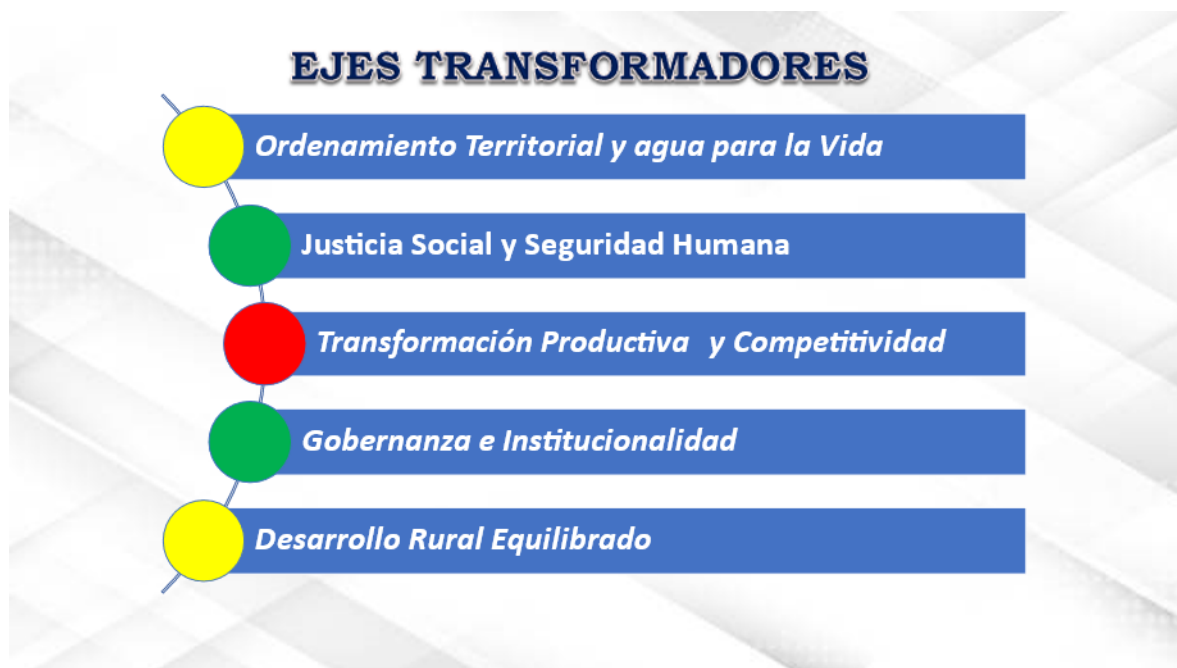 EJES TRANSFORMADORES
Ordenamiento Territorial y agua para la Vida
Justicia Social y Seguridad Humana
Transformación Productiva  y Competitividad
Gobernanza e Institucionalidad
Desarrollo Rural Equilibrado